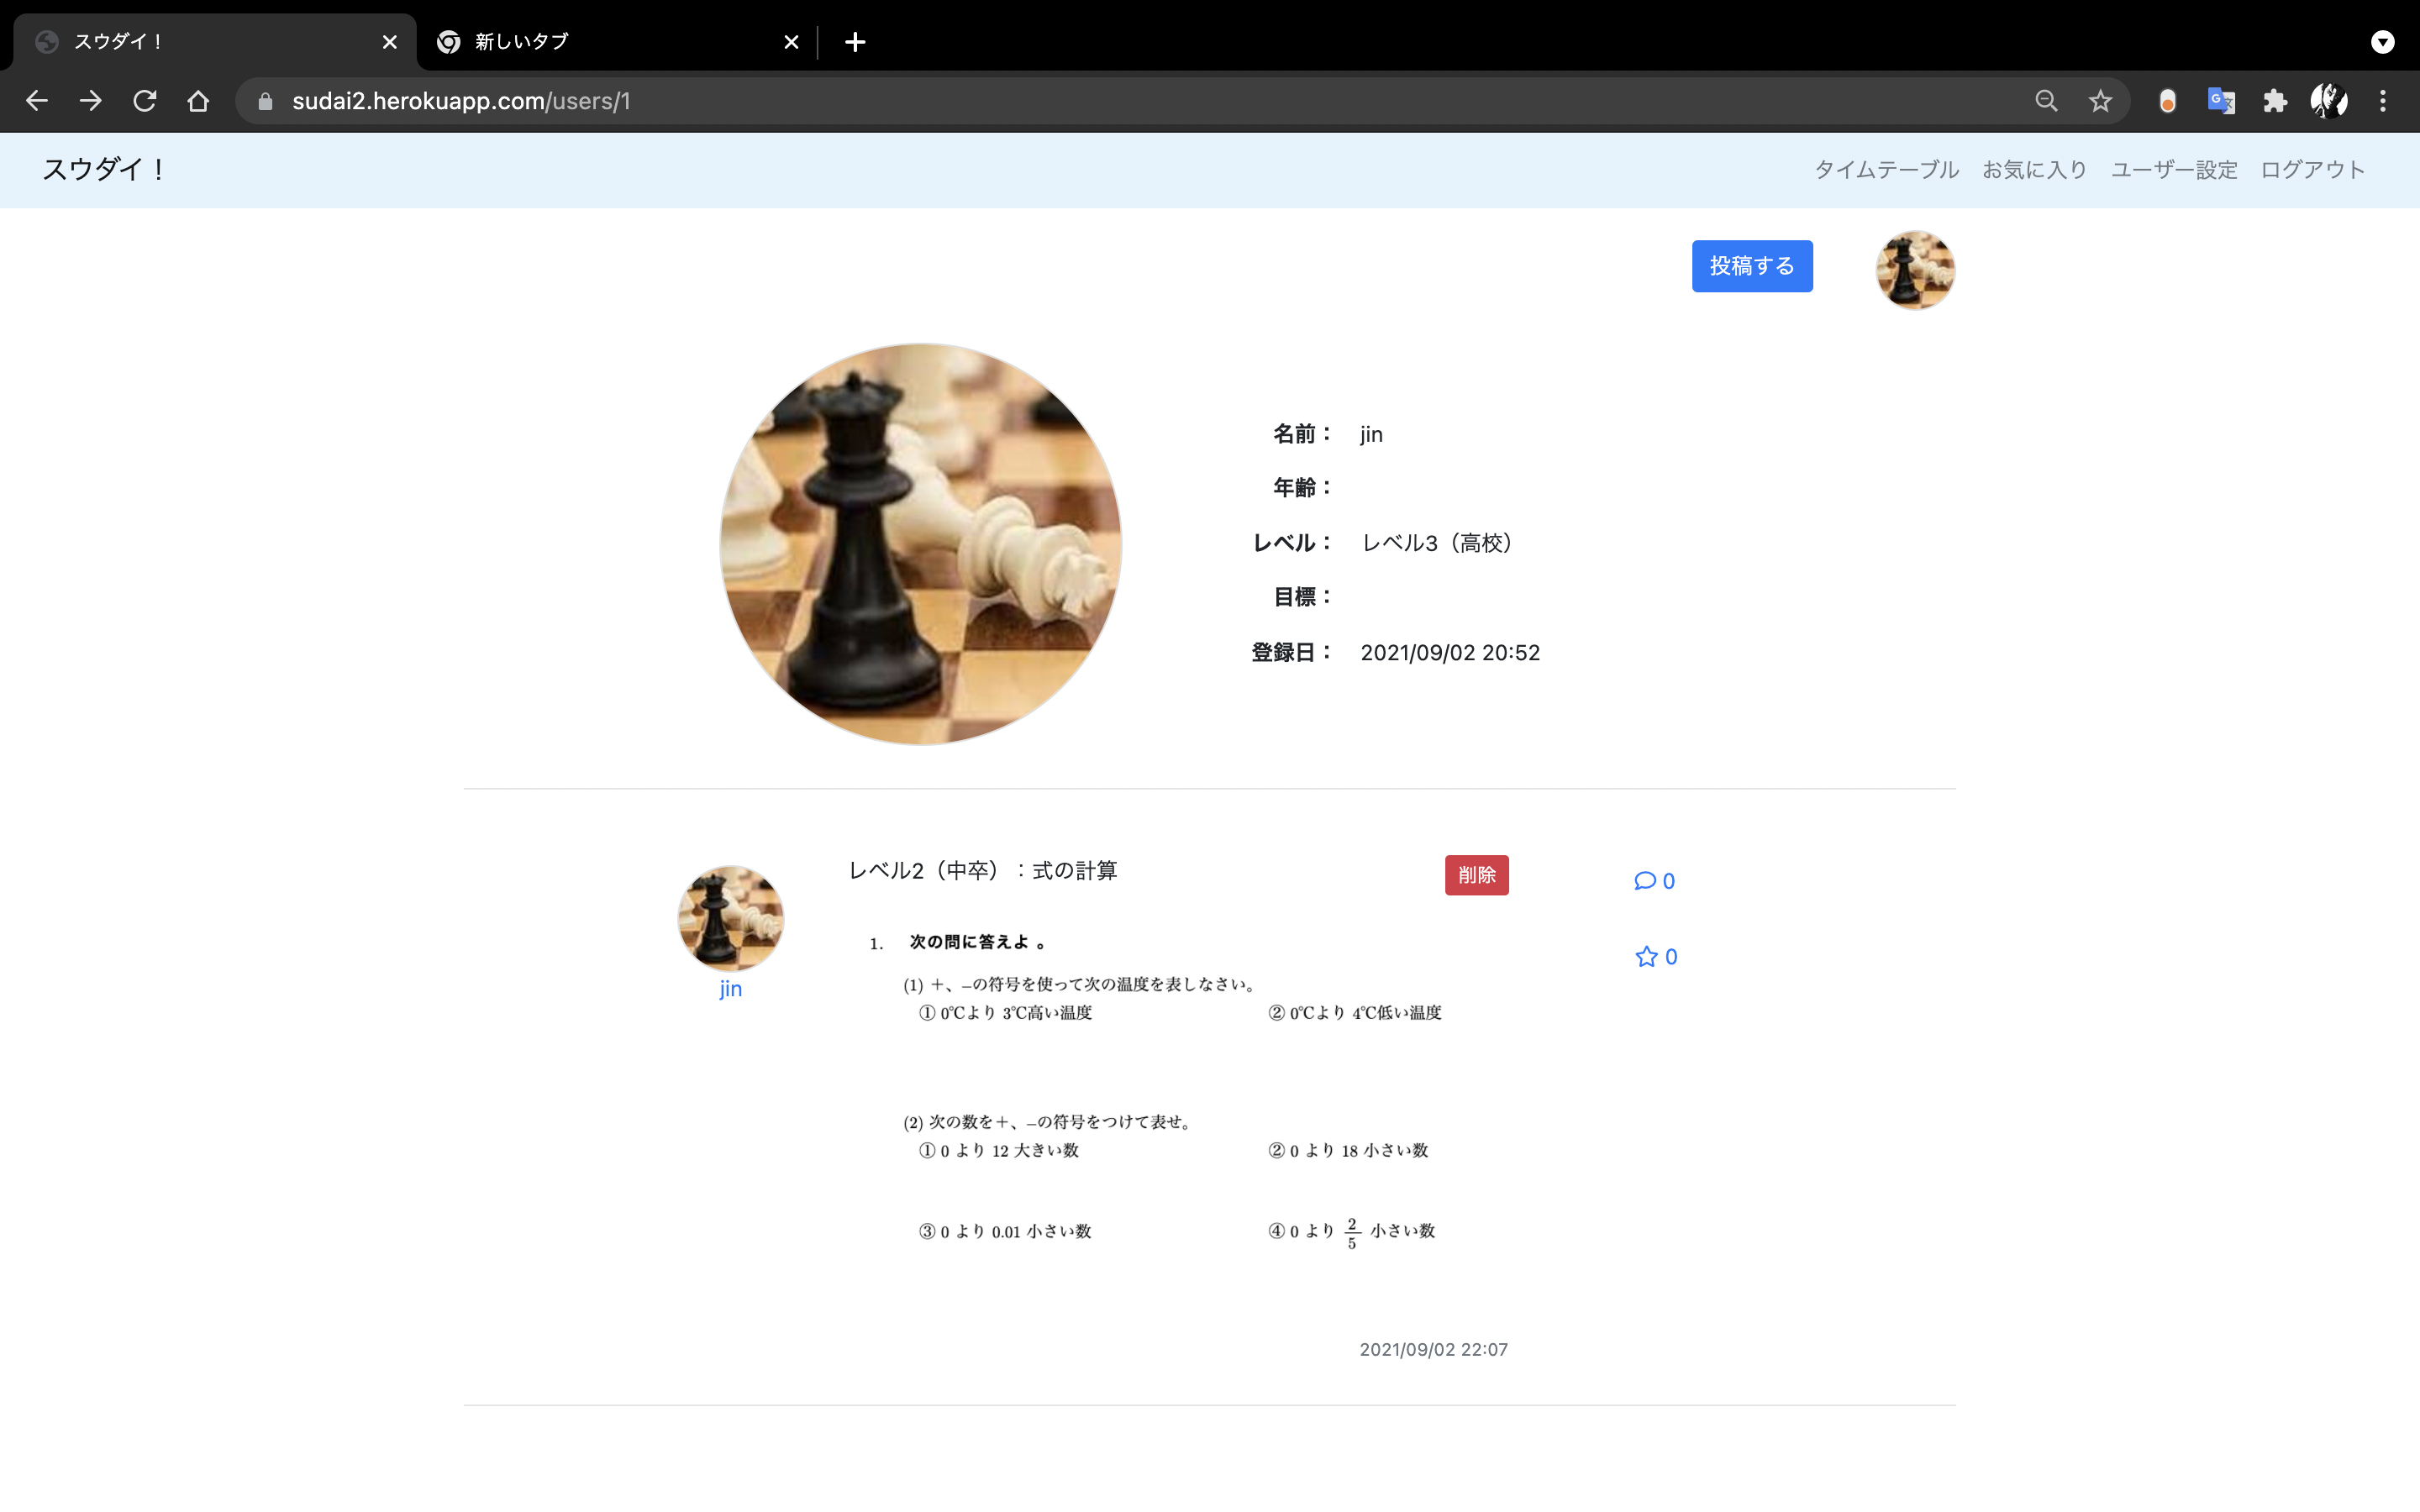 スウダイ！
新しいタブ
sudai2.herokuapp.com/users/1
スウダイ！
タイムテーブル お気に入り ユーザー設定 ログアウト
投稿する
名前： jin
年齢：
レベル： レベル3（高校）
目標：
登録日： 2021/09/02 20:52
jin
レベル2（中卒）：式の計算
削除
0
0
1. 次の問に答えよ 。
(1) ＋、–の符号を使って次の温度を表しなさい。
① 0℃より 3℃高い温度 ② 0℃より 4℃低い温度
(2) 次の数を＋、–の符号をつけて表せ。
① 0 より 12 大きい数 ② 0 より 18 小さい数
③ 0 より 0.01 小さい数 ④ 0 より 2/5 小さい数
2021/09/02 22:07